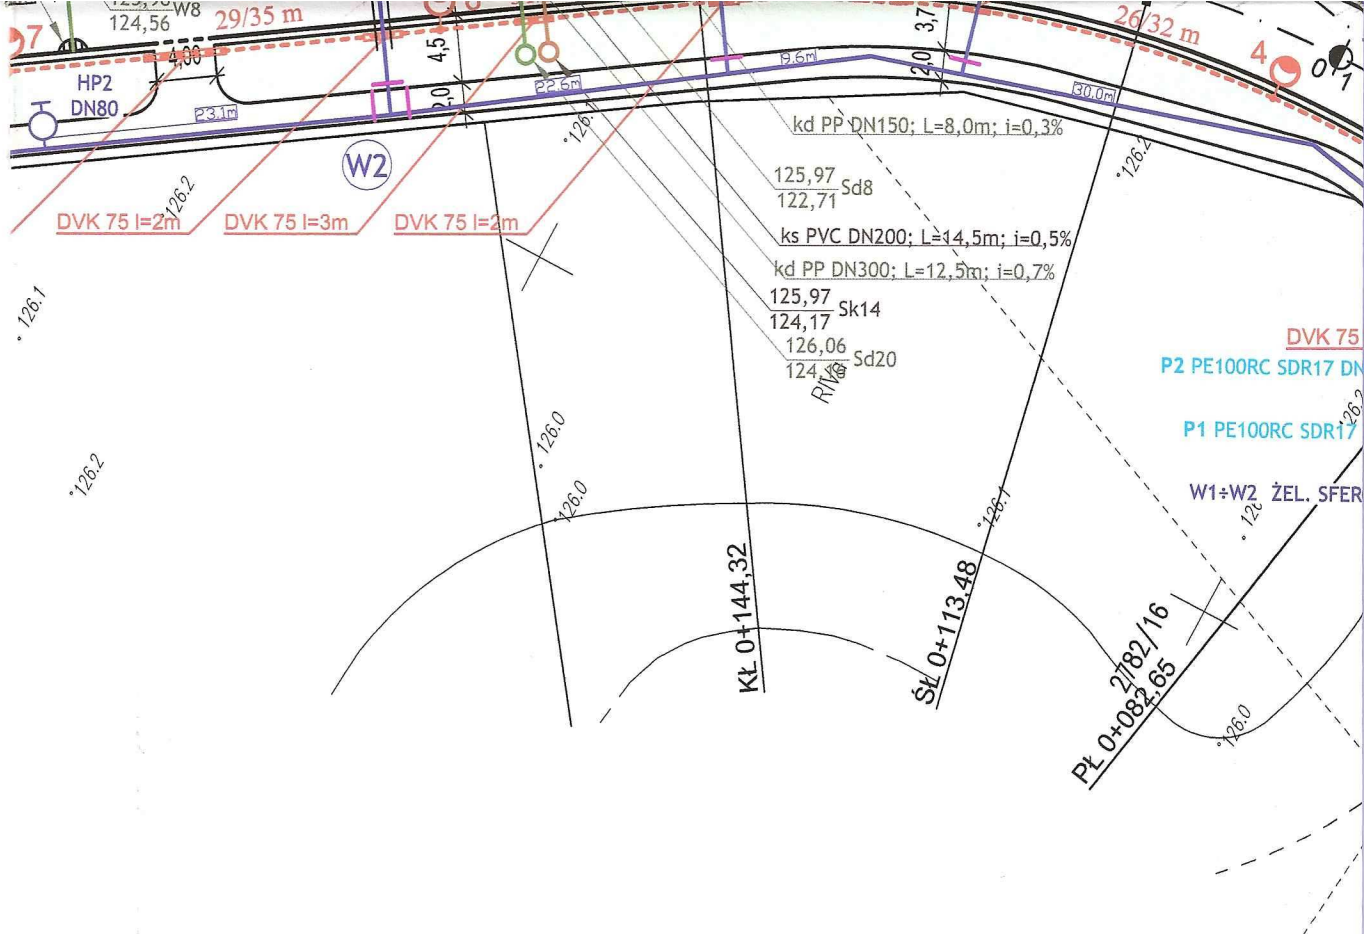 W8
124,56
29/35 m
26/32 m
7
4
0
1
4,00
4,5
2,0
3,7
2,0
HP2
DN80
23.1m
22.6m
19.6m
30.0m
W2
DVK 75 l=2m
DVK 75 l=3m
DVK 75 l=2m
126.2
126.2
kd PP DN150; L=8,0m; i=0,3%
125,97
122,71
Sd8
ks PVC DN200; L=14,5m; i=0,5%
kd PP DN300; L=12,5m; i=0,7%
125,97
124,17
Sk14
126,06
Sd20
RIVa
126.1
DVK 75
P2 PE100RC SDR17 DN
P1 PE100RC SDR17
W1÷W2 ŻEL. SFER
126.2
126.0
126.2
126.0
126.1
KŁ 0+144,32
ŚŁ 0+113,48
2782/16
PŁ 0+082,65
126.0